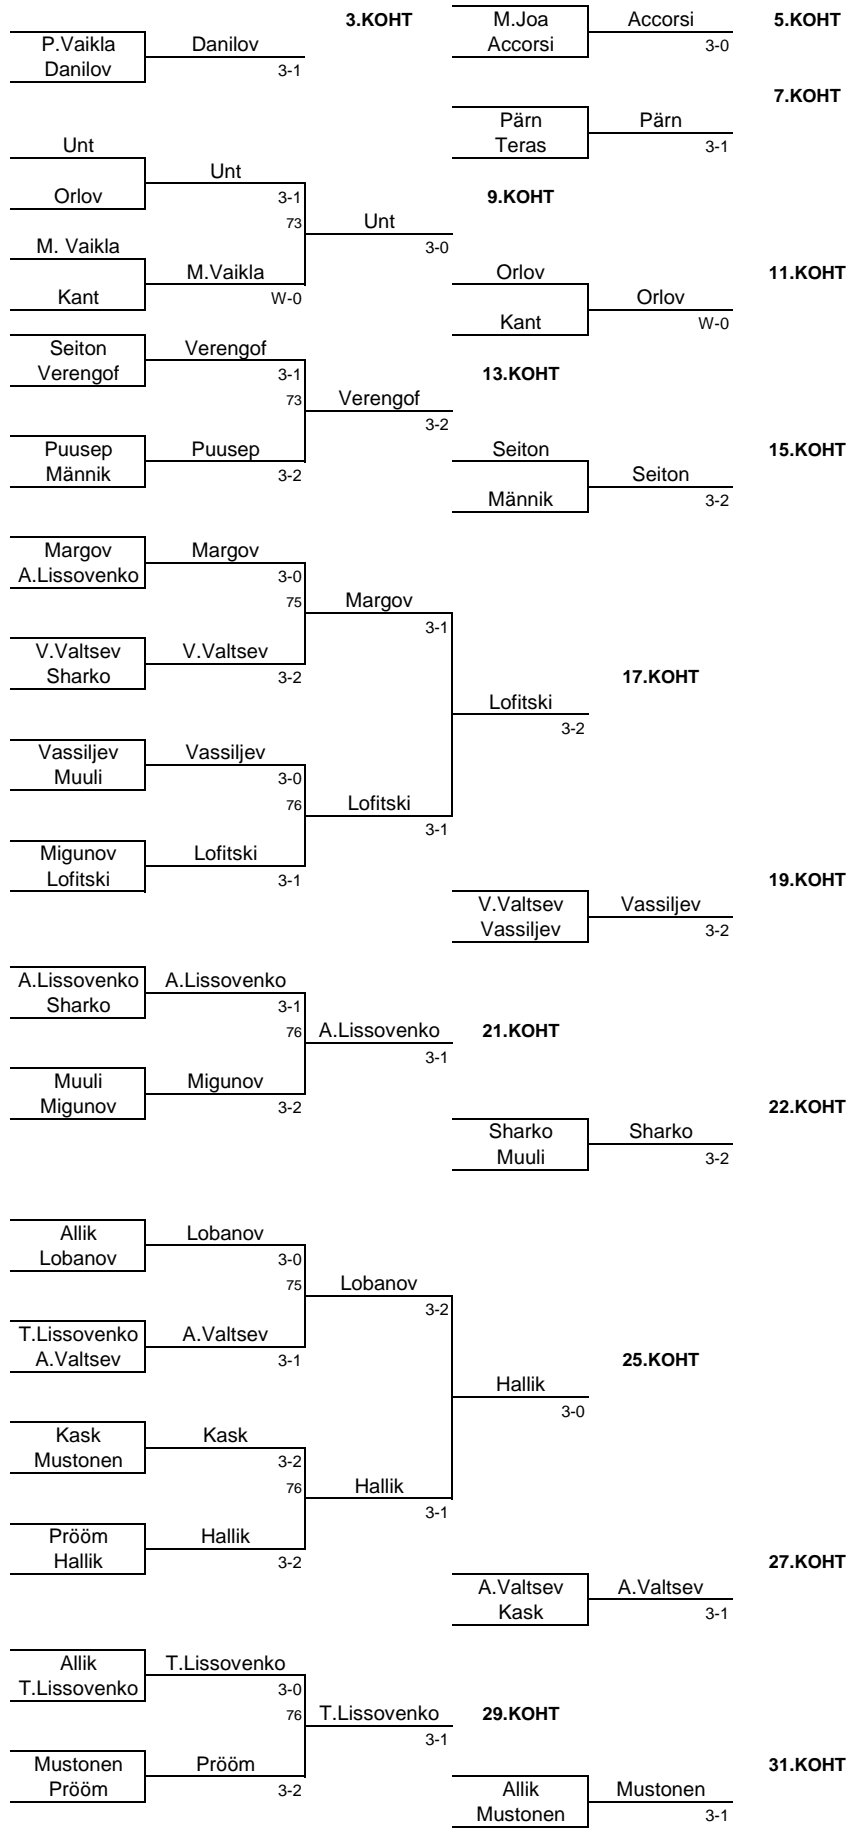 3.KOHT
M.Joa
Accorsi
5.KOHT
P.Vaikla
Danilov
Accorsi
3-0
Danilov
3-1
7.KOHT
Pärn
Pärn
Teras
3-1
Unt
Unt
Orlov
3-1
9.KOHT
73
Unt
M. Vaikla
3-0
M.Vaikla
Orlov
11.KOHT
Kant
W-0
Orlov
Kant
W-0
Seiton
Verengof
Verengof
3-1
13.KOHT
73
Verengof
3-2
Puusep
Puusep
Seiton
15.KOHT
Männik
3-2
Seiton
Männik
3-2
Margov
Margov
A.Lissovenko
3-0
75
Margov
3-1
V.Valtsev
V.Valtsev
Sharko
3-2
17.KOHT
Lofitski
3-2
Vassiljev
Vassiljev
Muuli
3-0
76
Lofitski
3-1
Migunov
Lofitski
Lofitski
3-1
19.KOHT
V.Valtsev
Vassiljev
Vassiljev
3-2
A.Lissovenko
A.Lissovenko
Sharko
3-1
76
A.Lissovenko
21.KOHT
3-1
Muuli
Migunov
Migunov
3-2
22.KOHT
Sharko
Sharko
Muuli
3-2
Allik
Lobanov
Lobanov
3-0
75
Lobanov
3-2
T.Lissovenko
A.Valtsev
A.Valtsev
3-1
25.KOHT
Hallik
3-0
Kask
Kask
Mustonen
3-2
76
Hallik
3-1
Prööm
Hallik
Hallik
3-2
27.KOHT
A.Valtsev
A.Valtsev
Kask
3-1
Allik
T.Lissovenko
T.Lissovenko
3-0
76
T.Lissovenko
29.KOHT
3-1
Mustonen
Prööm
Prööm
3-2
31.KOHT
Allik
Mustonen
Mustonen
3-1